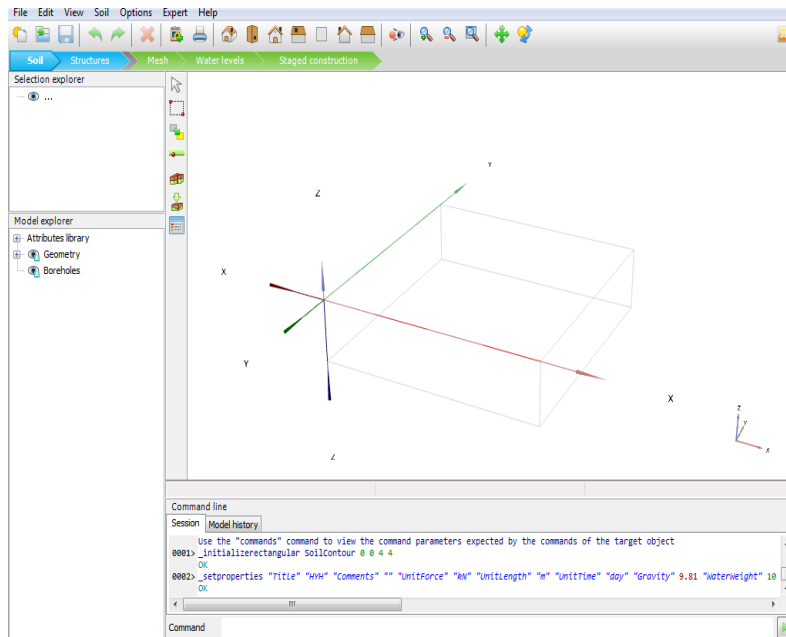 File Edit View Soil Options Expert Help
Soil Structures Mesh Water levels Staged construction
Selection explorer
...
Model explorer
Attributes library
Geometry
Boreholes
Y
Z
X
Y
X
Z
Z
Y
X
Command line
Session Model history
Use the "commands" command to view the command parameters expected by the commands of the target object
0001> _initializerectangular SoilContour 0 0 4 4
OK
0002> _setproperties "Title" "HYH" "Comments" "" "UnitForce" "kN" "UnitLength" "m" "UnitTime" "day" "Gravity" 9.81 "WaterWeight" 10
OK
Command